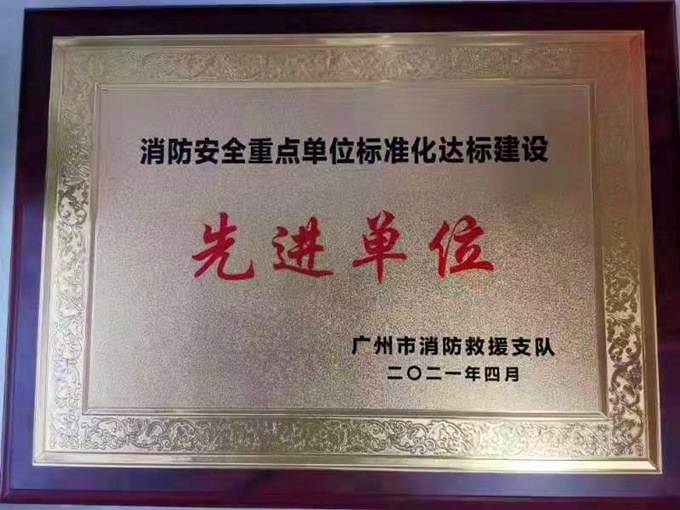 消防安全重点单位标准化达标建设
先进单位
广州市消防救援支队
二〇二一年四月